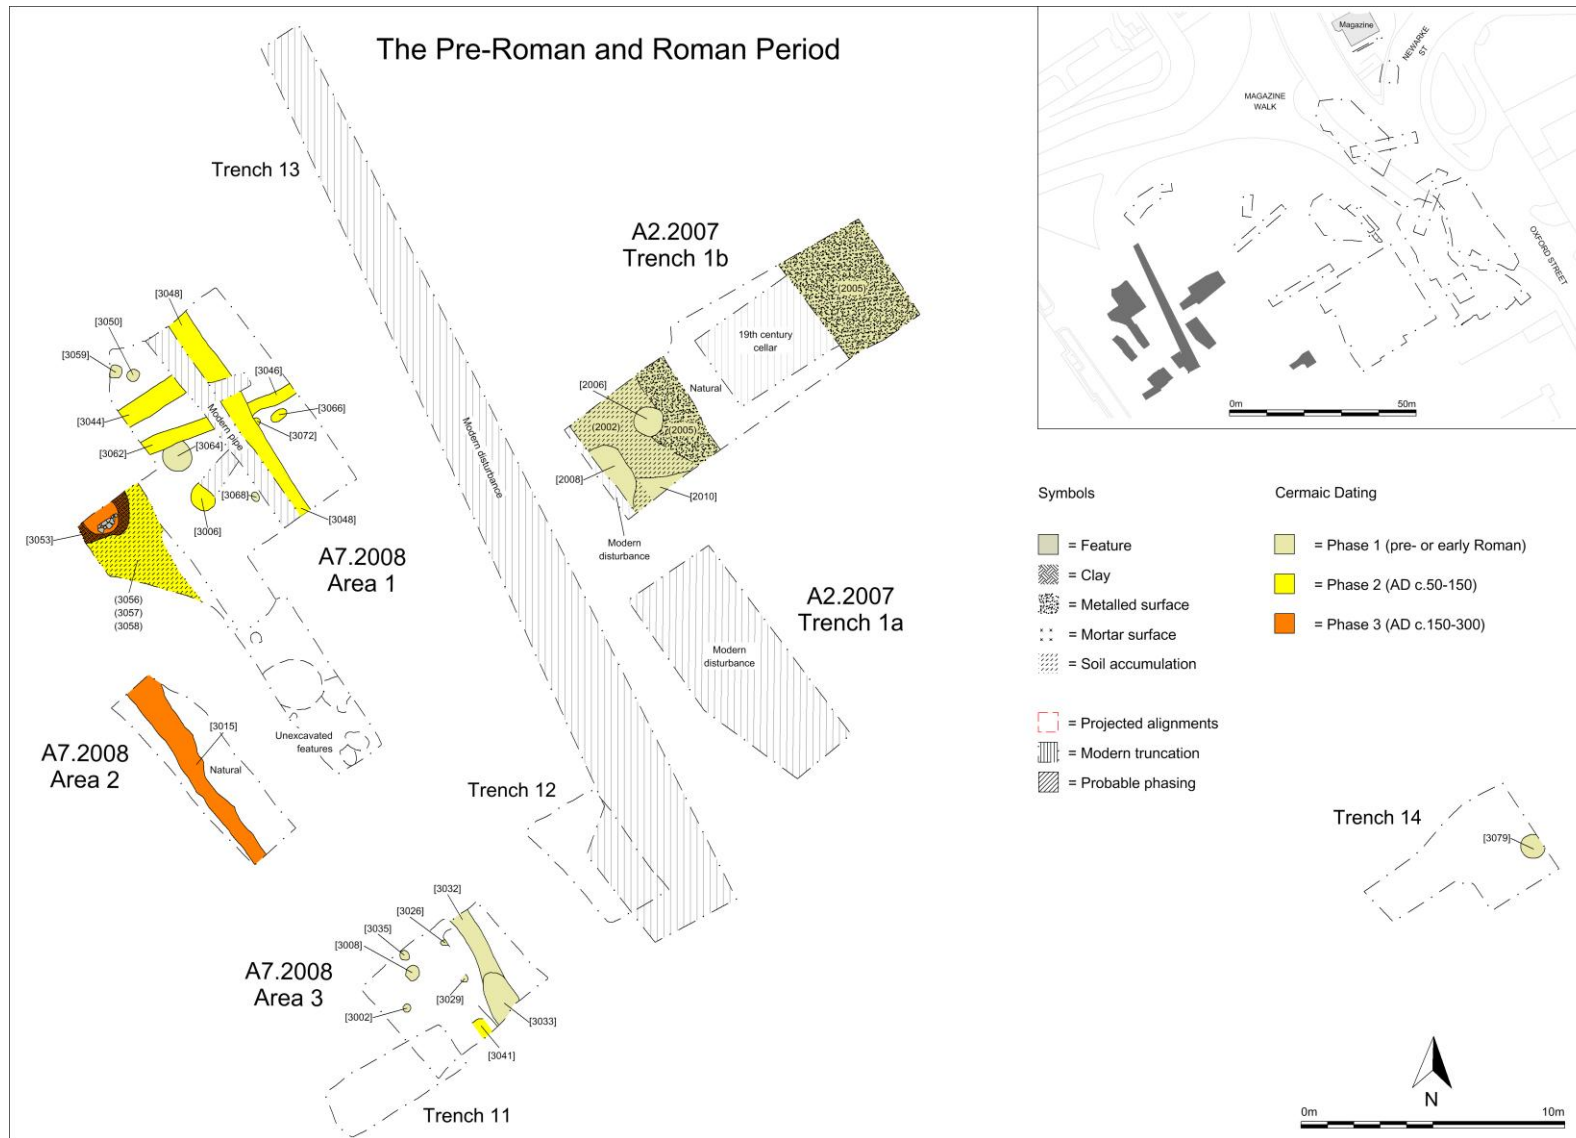 The Pre-Roman and Roman Period
Trench 13
A2.2007
Trench 1b
(2005)
19th century
cellar
Natural
[2006]
(2002)
(2005)
[2008]
[2010]
Modern
disturbance
Modern disturbance
[3048]
[3050]
[3059]
[3046]
[3066]
[3044]
[3072]
Modern pipe
[3064]
[3062]
[3068]
[3006]
[3048]
[3053]
A7.2008
Area 1
(3056)
(3057)
(3058)
A2.2007
Trench 1a
Modern
disturbance
[3015]
Natural
Unexcavated
features
A7.2008
Area 2
Trench 12
[3032]
[3026]
[3035]
[3008]
A7.2008
Area 3
[3029]
[3002]
[3033]
[3041]
Trench 11
Magazine
NEWARKE
ST
MAGAZINE
WALK
OXFORD STREET
0m
50m
Symbols
= Feature
= Clay
= Metalled surface
= Mortar surface
= Soil accumulation
= Projected alignments
= Modern truncation
= Probable phasing
Cermaic Dating
= Phase 1 (pre- or early Roman)
= Phase 2 (AD c.50-150)
= Phase 3 (AD c.150-300)
Trench 14
[3079]
N
0m
10m